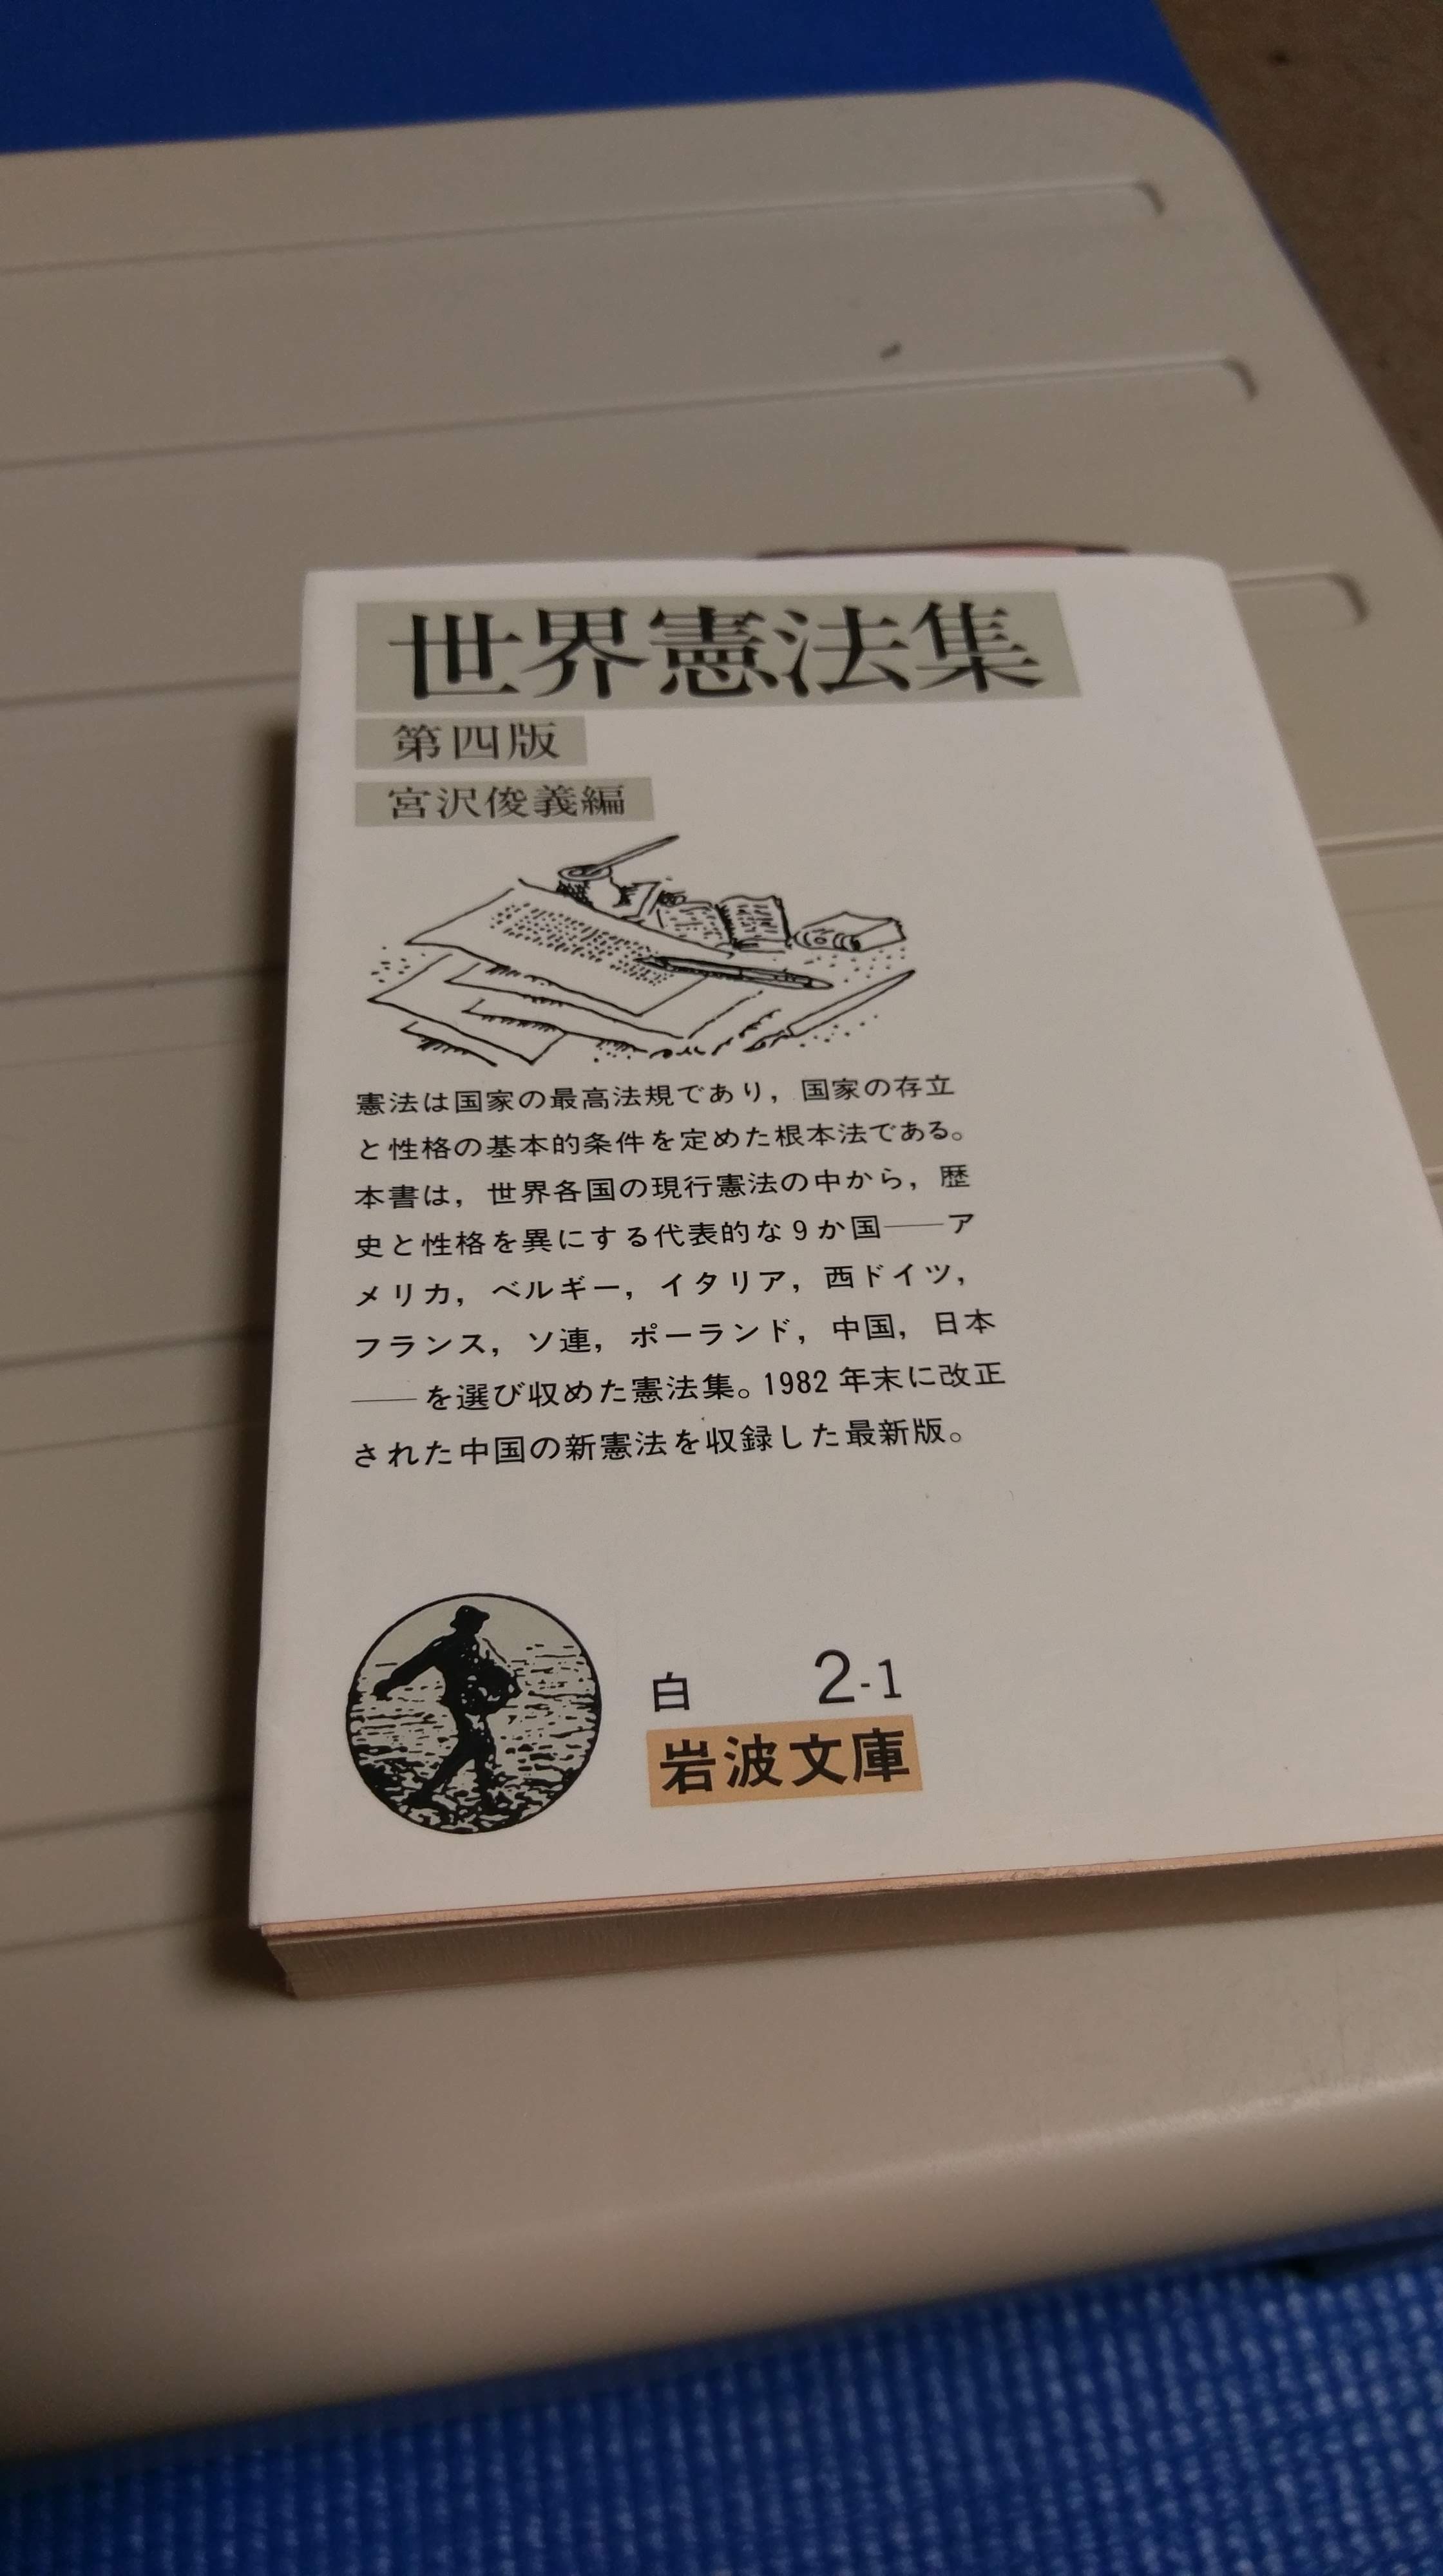 世界憲法集
第四版
宮沢俊義編
憲法は国家の最高法規であり，国家の存立
と性格の基本的条件を定めた根本法である。
本書は，世界各国の現行憲法の中から，歴
史と性格を異にする代表的な9か国――ア
メリカ，ベルギー，イタリア，西ドイツ，
フランス，ソ連，ポーランド，中国，日本
――を選び収めた憲法集。1982年末に改正
された中国の新憲法を収録した最新版。
白 2-1
岩波文庫